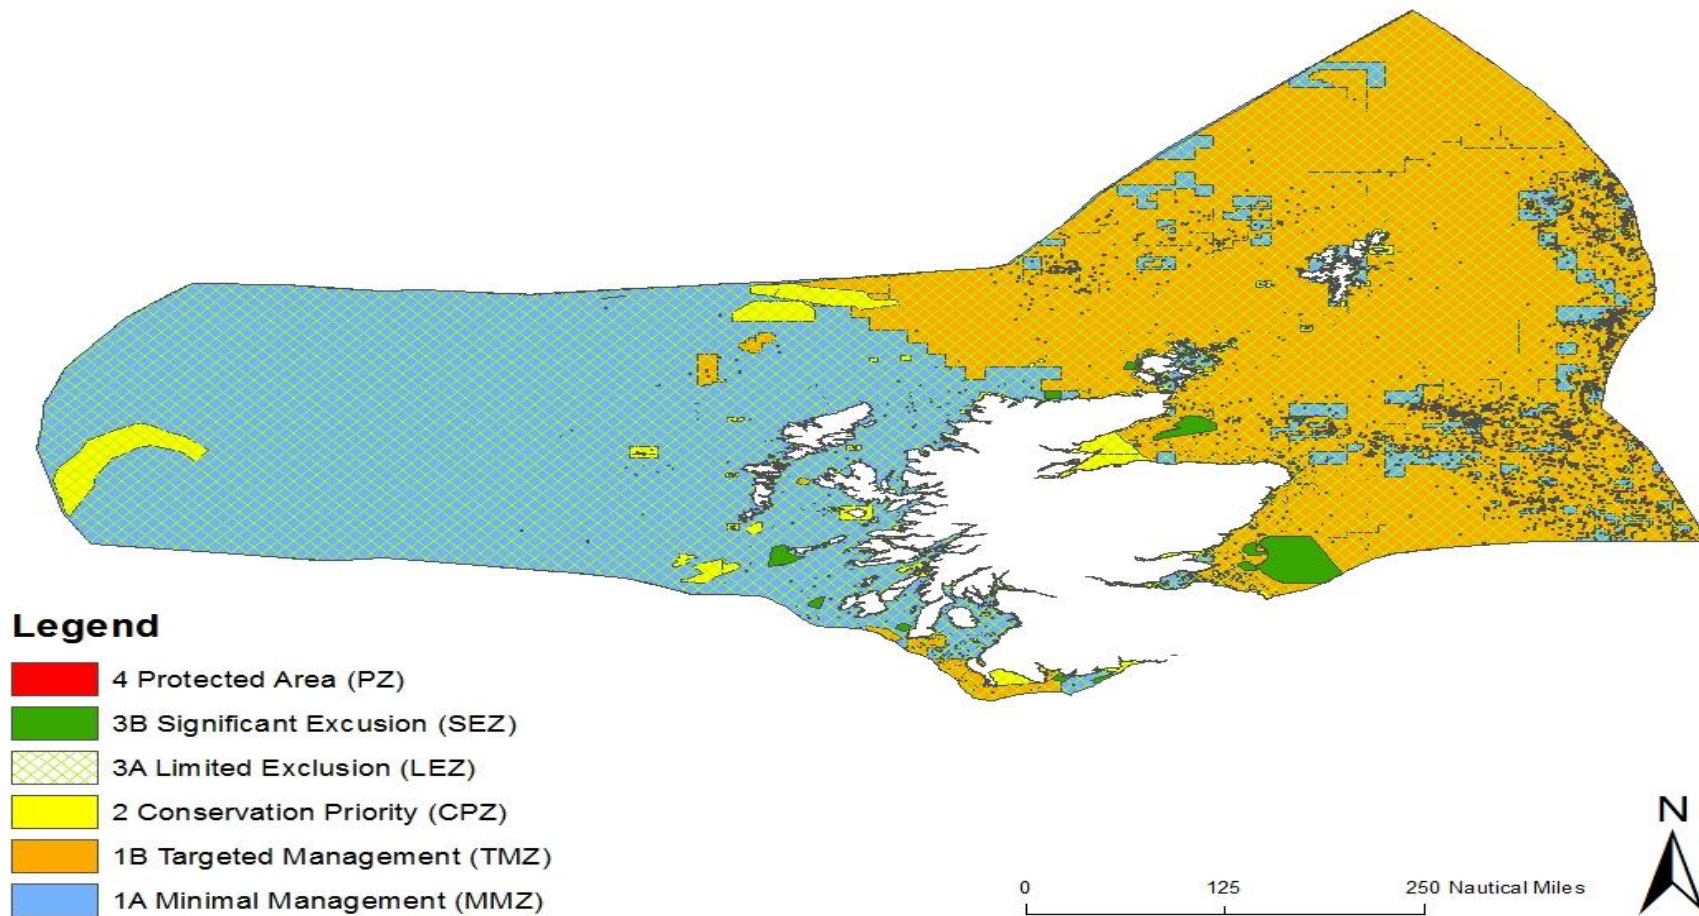 Legend
4 Protected Area (PZ)
3B Significant Excusion (SEZ)
3A Limited Exclusion (LEZ)
2 Conservation Priority (CPZ)
1B Targeted Management (TMZ)
1A Minimal Management (MMZ)
0 125 250 Nautical Miles
N